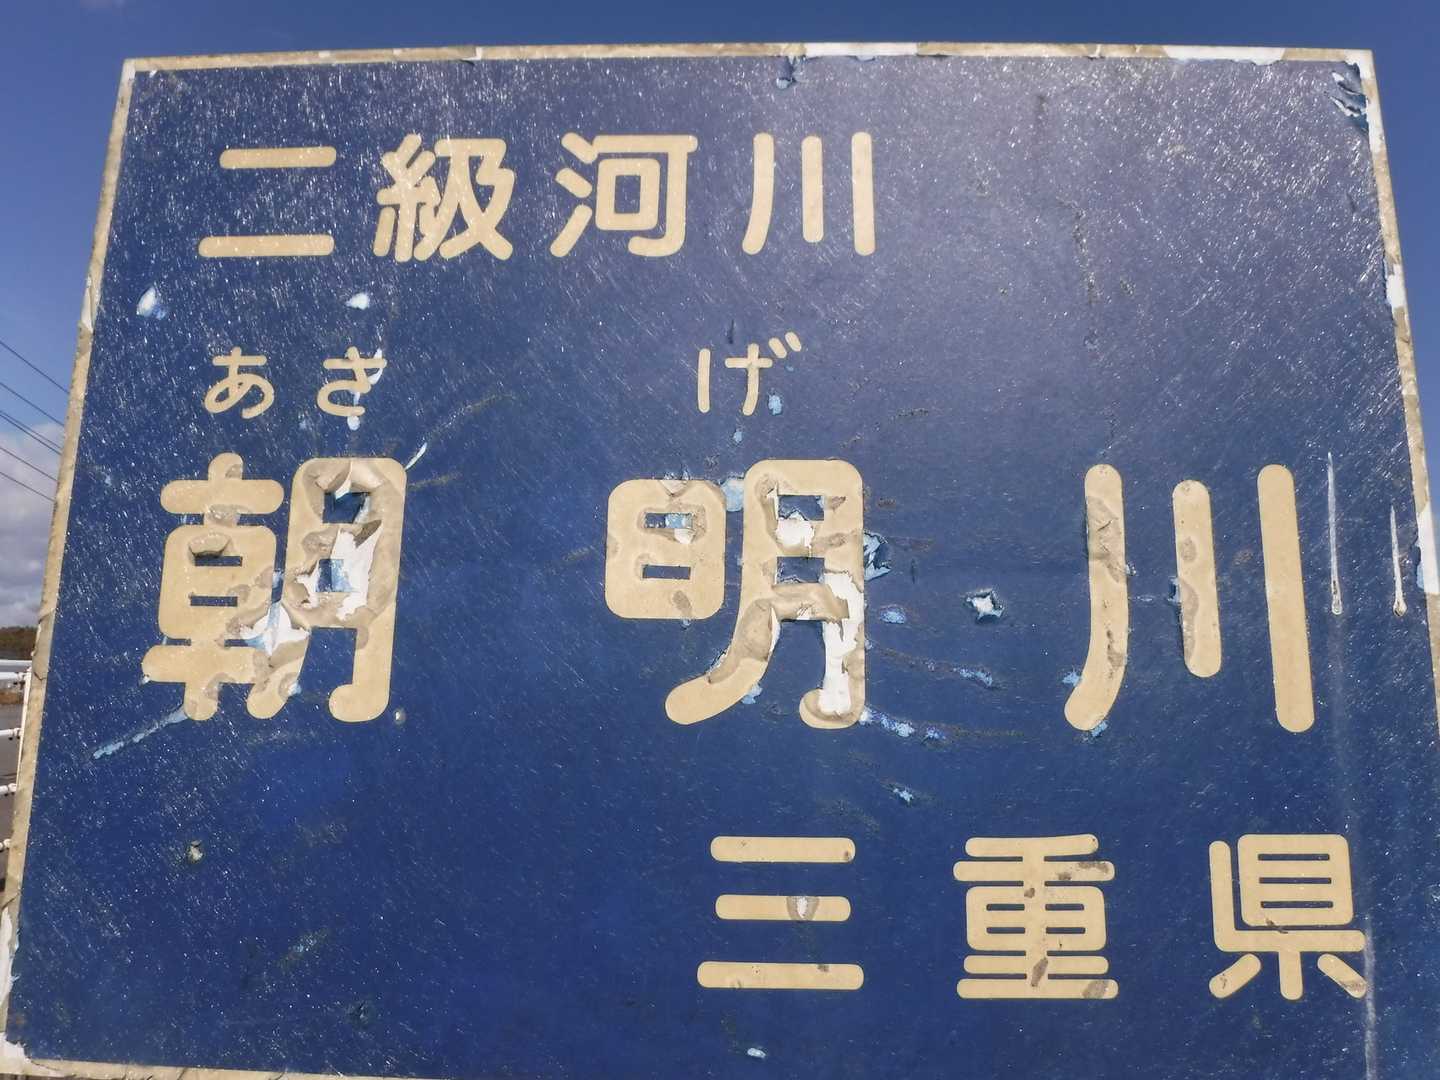 二級河川
あさ げ
朝明川
三重県